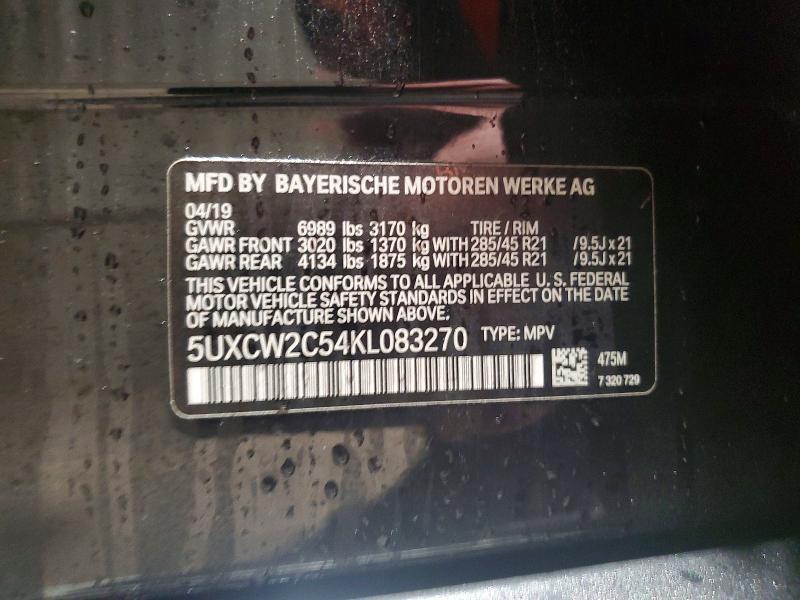 MFD BY BAYERISCHE MOTOREN WERKE AG
04/19
GVWR 6989 lbs 3170 kg TIRE / RIM
GAWR FRONT 3020 lbs 1370 kg WITH 285/45 R21 /9.5J x 21
GAWR REAR 4134 lbs 1875 kg WITH 285/45 R21 /9.5J x 21
THIS VEHICLE CONFORMS TO ALL APPLICABLE U. S. FEDERAL
MOTOR VEHICLE SAFETY STANDARDS IN EFFECT ON THE DATE
OF MANUFACTURE SHOWN ABOVE.
5UXCW2C54KL083270 TYPE: MPV
475M
7 320 729